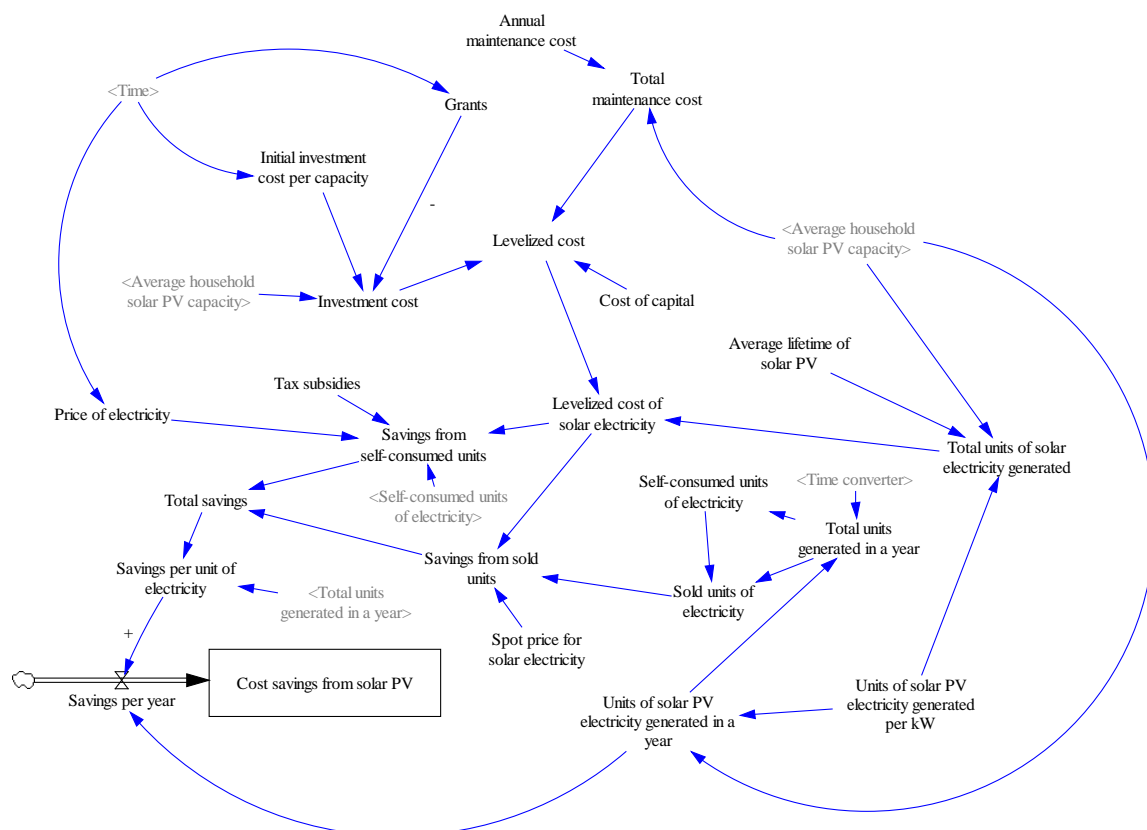 Annual
maintenance cost
Total
maintenance cost
<Time>
Grants
Initial investment
cost per capacity
-
<Average household
solar PV capacity>
Levelized cost
<Average household
solar PV capacity>
Investment cost
Cost of capital
Average lifetime of
solar PV
Tax subsidies
Price of electricity
Levelized cost of
solar electricity
Savings from
self-consumed units
Total units of solar
electricity generated
<Self-consumed units
of electricity>
Self-consumed units
of electricity
<Time converter>
Total savings
Total units
generated in a year
Savings from sold
units
Savings per unit of
electricity
Sold units of
electricity
<Total units
generated in a year>
+
Spot price for
solar electricity
Cost savings from solar PV
Savings per year
Units of solar PV
electricity generated in a
year
Units of solar PV
electricity generated
per kW